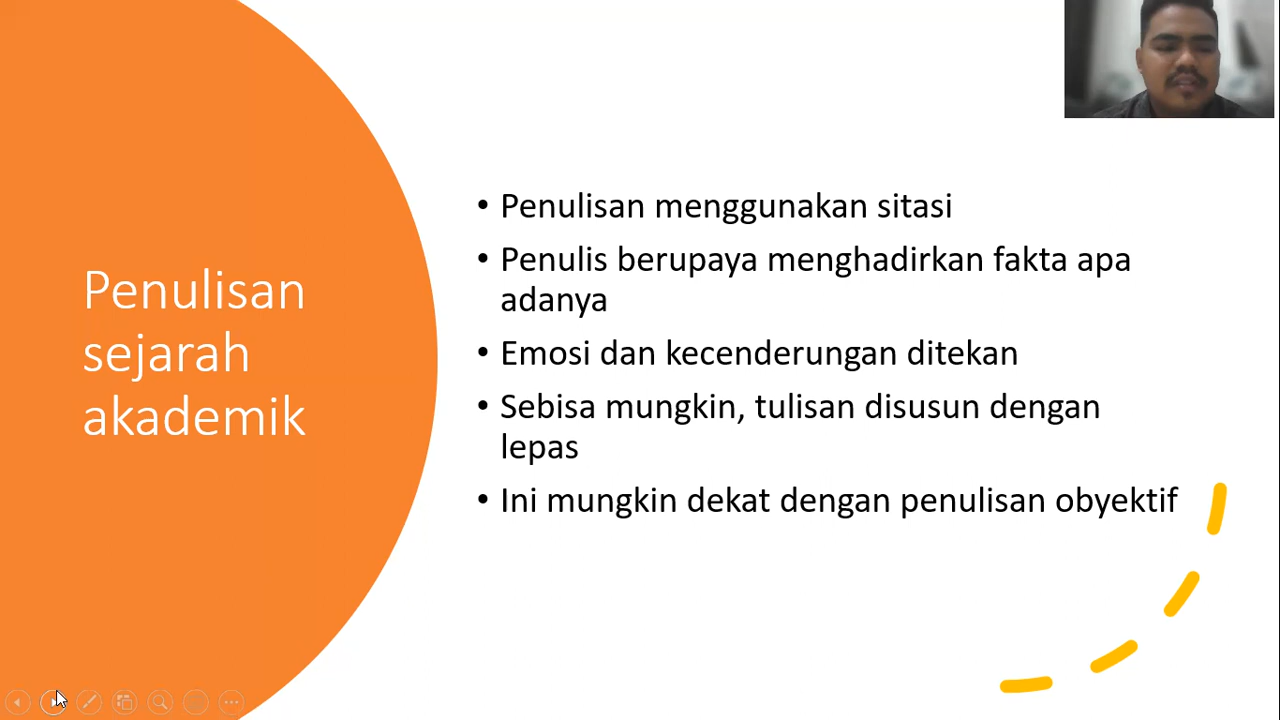 Penulisan
sejarah
akademik
• Penulisan menggunakan sitasi
• Penulis berupaya menghadirkan fakta apa
adanya
• Emosi dan kecenderungan ditekan
• Sebisa mungkin, tulisan disusun dengan
lepas
• Ini mungkin dekat dengan penulisan obyektif